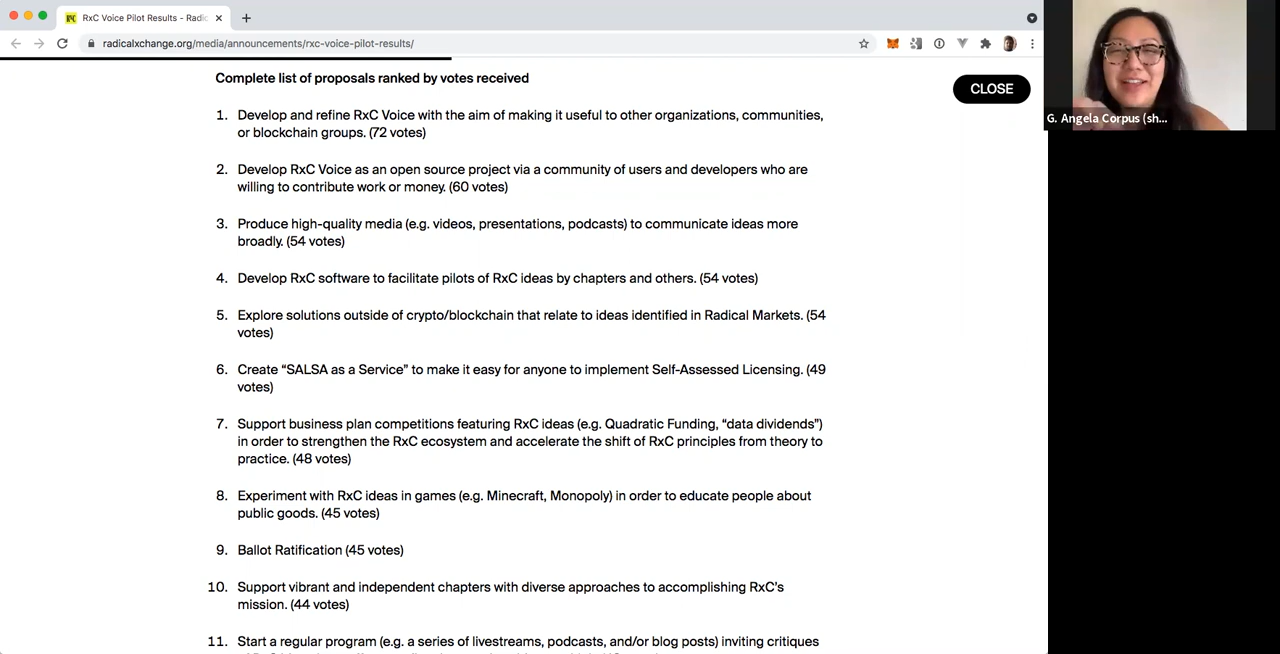 RxC Voice Pilot Results - Radic
radicalxchange.org/media/announcements/rxc-voice-pilot-results/
Complete list of proposals ranked by votes received
CLOSE
G. Angela Corpus (sh...
1. Develop and refine RxC Voice with the aim of making it useful to other organizations, communities,
or blockchain groups. (72 votes)
2. Develop RxC Voice as an open source project via a community of users and developers who are
willing to contribute work or money. (60 votes)
3. Produce high-quality media (e.g. videos, presentations, podcasts) to communicate ideas more
broadly. (54 votes)
4. Develop RxC software to facilitate pilots of RxC ideas by chapters and others. (54 votes)
5. Explore solutions outside of crypto/blockchain that relate to ideas identified in Radical Markets. (54
votes)
6. Create “SALSA as a Service” to make it easy for anyone to implement Self-Assessed Licensing. (49
votes)
7. Support business plan competitions featuring RxC ideas (e.g. Quadratic Funding, “data dividends”)
in order to strengthen the RxC ecosystem and accelerate the shift of RxC principles from theory to
practice. (48 votes)
8. Experiment with RxC ideas in games (e.g. Minecraft, Monopoly) in order to educate people about
public goods. (45 votes)
9. Ballot Ratification (45 votes)
10. Support vibrant and independent chapters with diverse approaches to accomplishing RxC’s
mission. (44 votes)
11. Start a regular program (e.g. a series of livestreams, podcasts, and/or blog posts) inviting critiques